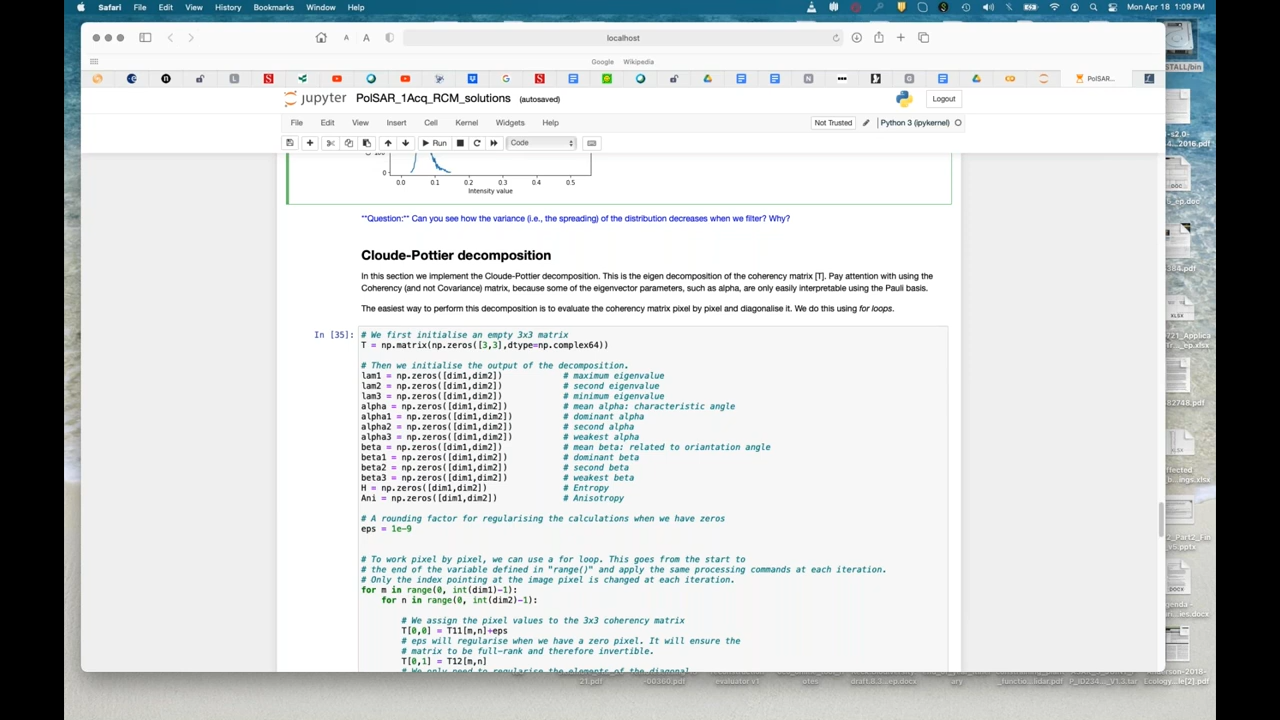 Safari File Edit View History Bookmarks Window Help Mon Apr 18 1:09 PM
localhost
Google Wikipedia
PolSAR...
jupyter PolSAR_1Acq_RCM_solutions (autosaved) Logout
File Edit View Insert Cell Kernel Widgets Help Not Trusted Python 3 (ipykernel)
Run Code
0
0.0 0.1 0.2 0.3 0.4 0.5
Intensity value
**Question:** Can you see how the variance (i.e., the spreading) of the distribution decreases when we filter? Why?
Cloude-Pottier decomposition
In this section we implement the Cloude-Pottier decomposition. This is the eigen decomposition of the coherency matrix [T]. Pay attention with using the
Coherency (and not Covariance) matrix, because some of the eigenvector parameters, such as alpha, are only easily interpretable using the Pauli basis.
The easiest way to perform this decomposition is to evaluate the coherency matrix pixel by pixel and diagonalise it. We do this using for loops.
In [35]: # We first initialise an empty 3x3 matrix
T = np.matrix(np.zeros([3,3],dtype=np.complex64))
# Then we initialise the output of the decomposition.
lam1 = np.zeros([dim1,dim2]) # maximum eigenvalue
lam2 = np.zeros([dim1,dim2]) # second eigenvalue
lam3 = np.zeros([dim1,dim2]) # minimum eigenvalue
alpha = np.zeros([dim1,dim2]) # mean alpha: characteristic angle
alpha1 = np.zeros([dim1,dim2]) # dominant alpha
alpha2 = np.zeros([dim1,dim2]) # second alpha
alpha3 = np.zeros([dim1,dim2]) # weakest alpha
beta = np.zeros([dim1,dim2]) # mean beta: related to oriantation angle
beta1 = np.zeros([dim1,dim2]) # dominant beta
beta2 = np.zeros([dim1,dim2]) # second beta
beta3 = np.zeros([dim1,dim2]) # weakest beta
H = np.zeros([dim1,dim2]) # Entropy
Ani = np.zeros([dim1,dim2]) # Anisotropy
# A rounding factor for regularising the calculations when we have zeros
eps = 1e-9
# To work pixel by pixel, we can use a for loop. This goes from the start to
# the end of the variable defined in "range()" and apply the same processing commands at each iteration.
# Only the index pointing at the image pixel is changed at each iteration.
for m in range(0, int(dim1)-1):
for n in range(0, int(dim2)-1):
# We assign the pixel values to the 3x3 coherency matrix
T[0,0] = T11[m,n]+eps
# eps will regularise when we have a zero pixel. It will ensure the
# matrix to be full-rank and therefore invertible.
T[0,1] = T12[m,n]
# We only need to regularise the elements of the diagonal